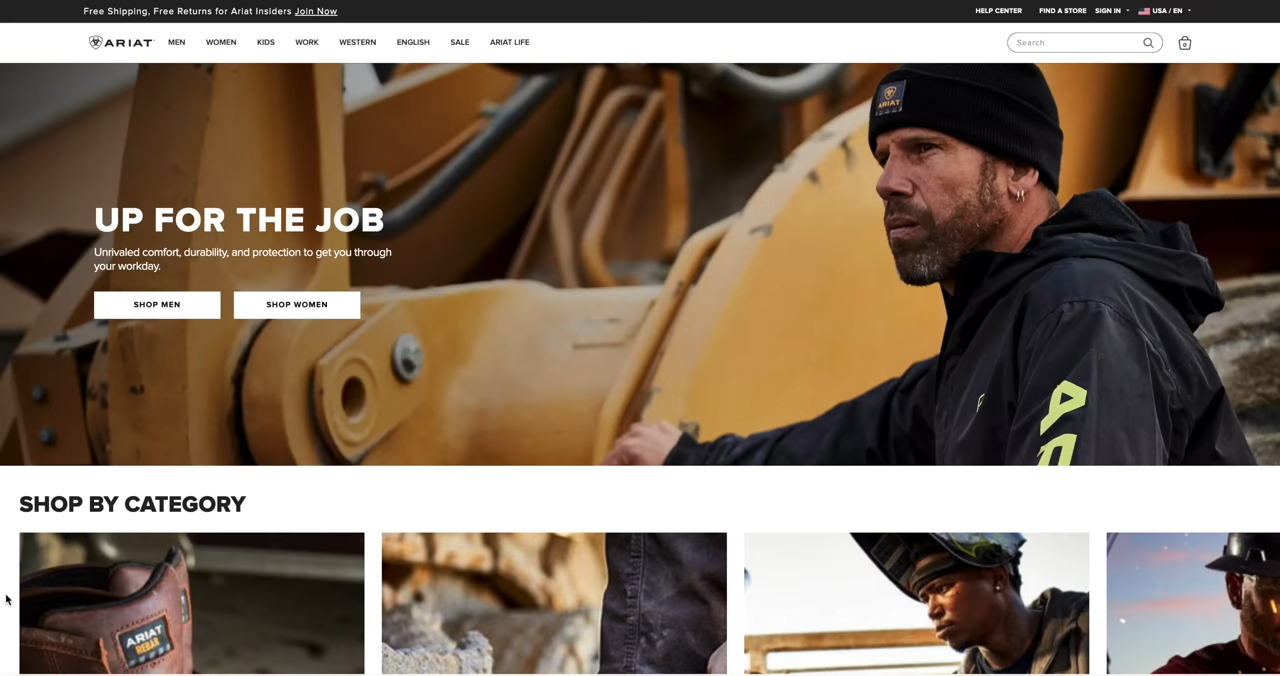 Free Shipping, Free Returns for Ariat Insiders Join Now
HELP CENTER
FIND A STORE
SIGN IN
USA / EN
ARIAT
MEN
WOMEN
KIDS
WORK
WESTERN
ENGLISH
SALE
ARIAT LIFE
Search
0
ARIAT
UP FOR THE JOB
Unrivaled comfort, durability, and protection to get you through
your workday.
SHOP MEN
SHOP WOMEN
SHOP BY CATEGORY
ARIAT
REBAR